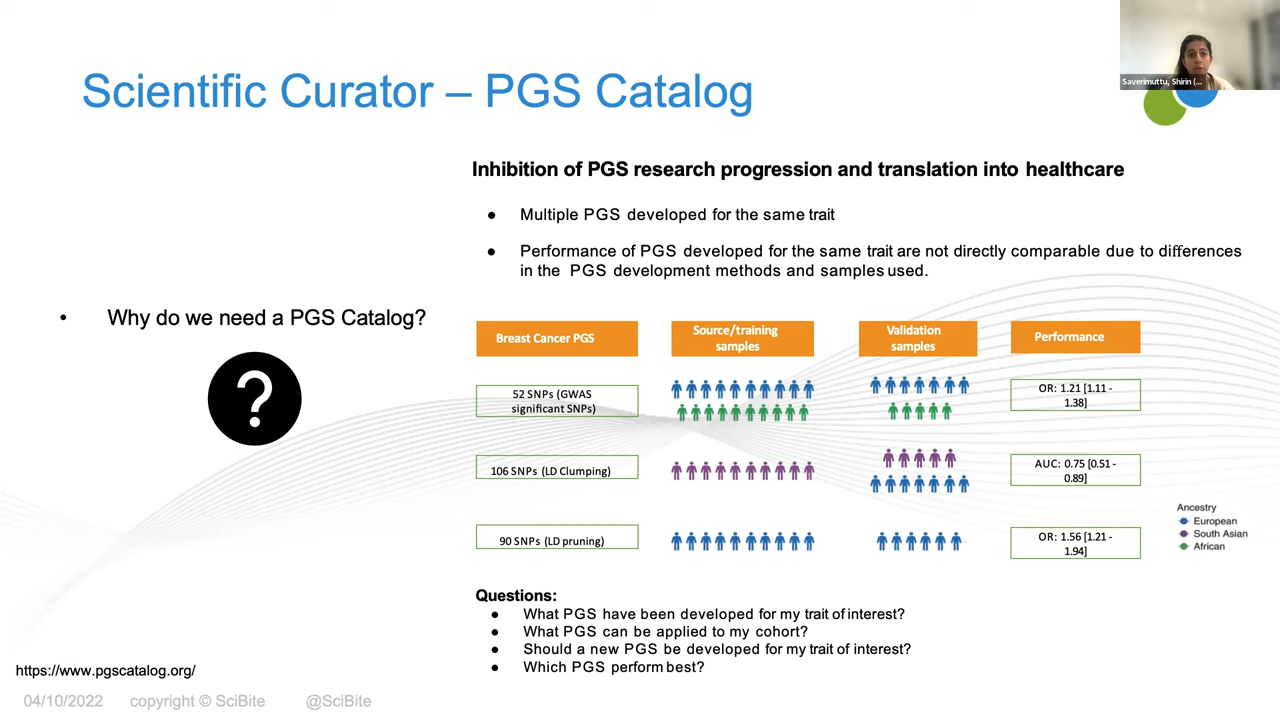 Saverimuttu, Shirin (...
Scientific Curator – PGS Catalog
Inhibition of PGS research progression and translation into healthcare
● Multiple PGS developed for the same trait
● Performance of PGS developed for the same trait are not directly comparable due to differences
in the PGS development methods and samples used.
• Why do we need a PGS Catalog?
?
Breast Cancer PGS
Source/training
samples
Validation
samples
Performance
52 SNPs (GWAS
significant SNPs)
OR: 1.21 [1.11 -
1.38]
106 SNPs (LD Clumping)
AUC: 0.75 [0.51 -
0.89]
90 SNPs (LD pruning)
OR: 1.56 [1.21 -
1.94]
Ancestry
European
South Asian
African
Questions:
● What PGS have been developed for my trait of interest?
● What PGS can be applied to my cohort?
● Should a new PGS be developed for my trait of interest?
● Which PGS perform best?
https://www.pgscatalog.org/
04/10/2022 copyright © SciBite @SciBite